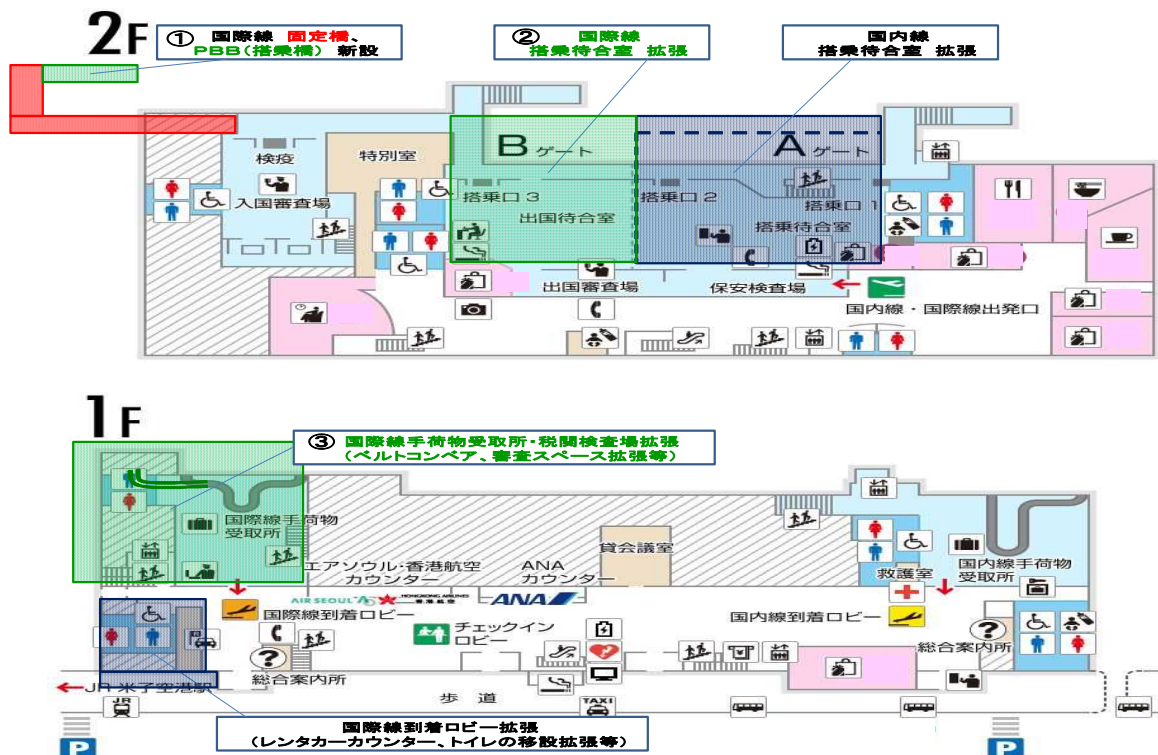 2F
① 国際線 固定橋、
PBB(搭乗橋) 新設
② 国際線
搭乗待合室 拡張
国内線
搭乗待合室 拡張
検疫
入国審査場
特別室
Bゲート
Aゲート
搭乗口3
搭乗口2
搭乗口1
出国待合室
搭乗待合室
出国審査場
保安検査場
国内線・国際線出発口
1F
③ 国際線手荷物受取所・税関検査場拡張
(ベルトコンベア、審査スペース拡張等)
国際線手荷物
受取所
エアソウル・香港航空
カウンター
ANA
カウンター
貸会議室
救護室
国内線手荷物
受取所
AIR SEOUL
HONGKONG AIRLINES
香港航空
ANA
国際線到着ロビー
チェックイン
ロビー
国内線到着ロビー
総合案内所
総合案内所
JR 米子空港駅
歩道
JR
TAXI
国際線到着ロビー拡張
(レンタカーカウンター、トイレの移設拡張等)
P
P